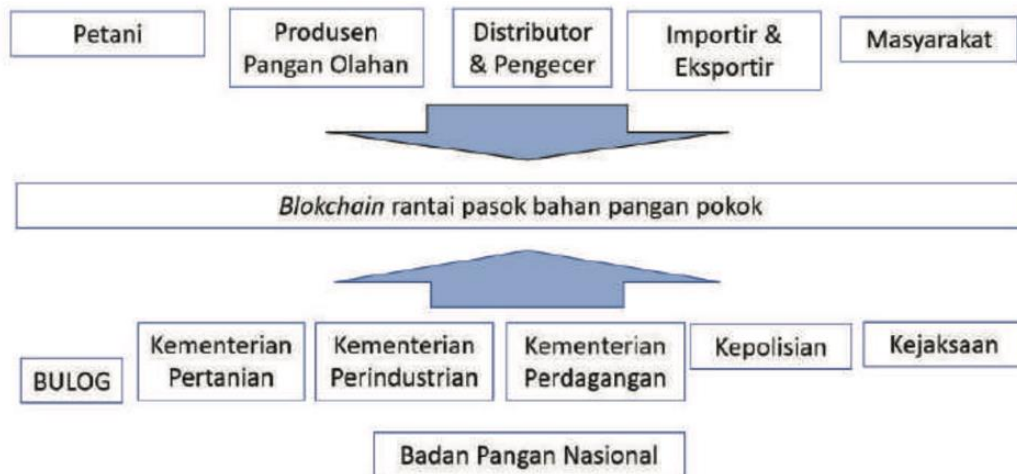 Petani
Produsen
Pangan Olahan
Distributor
& Pengecer
Importir &
Eksportir
Masyarakat
Blokchain rantai pasok bahan pangan pokok
BULOG
Kementerian
Pertanian
Kementerian
Perindustrian
Kementerian
Perdagangan
Kepolisian
Kejaksaan
Badan Pangan Nasional